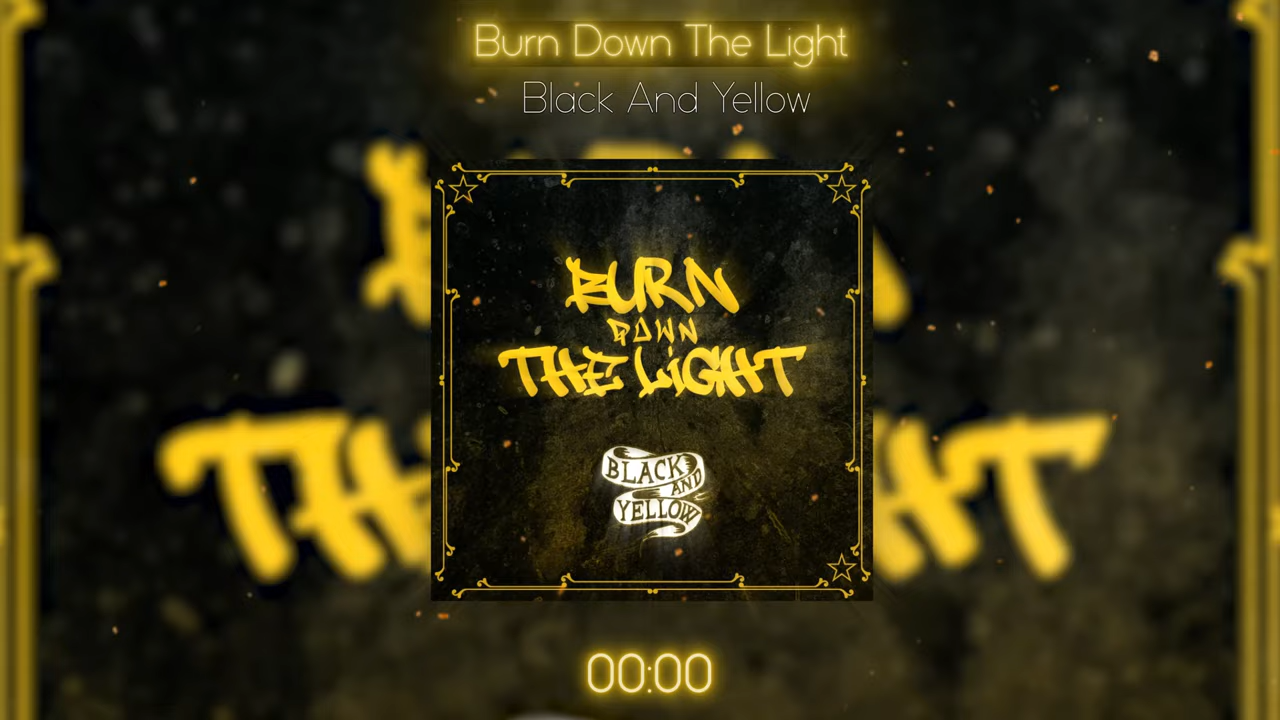 Burn Down The Light
Black And Yellow
BURN
DOWN
THE LiGHT
BLACK
AND
YELLOW
00:00